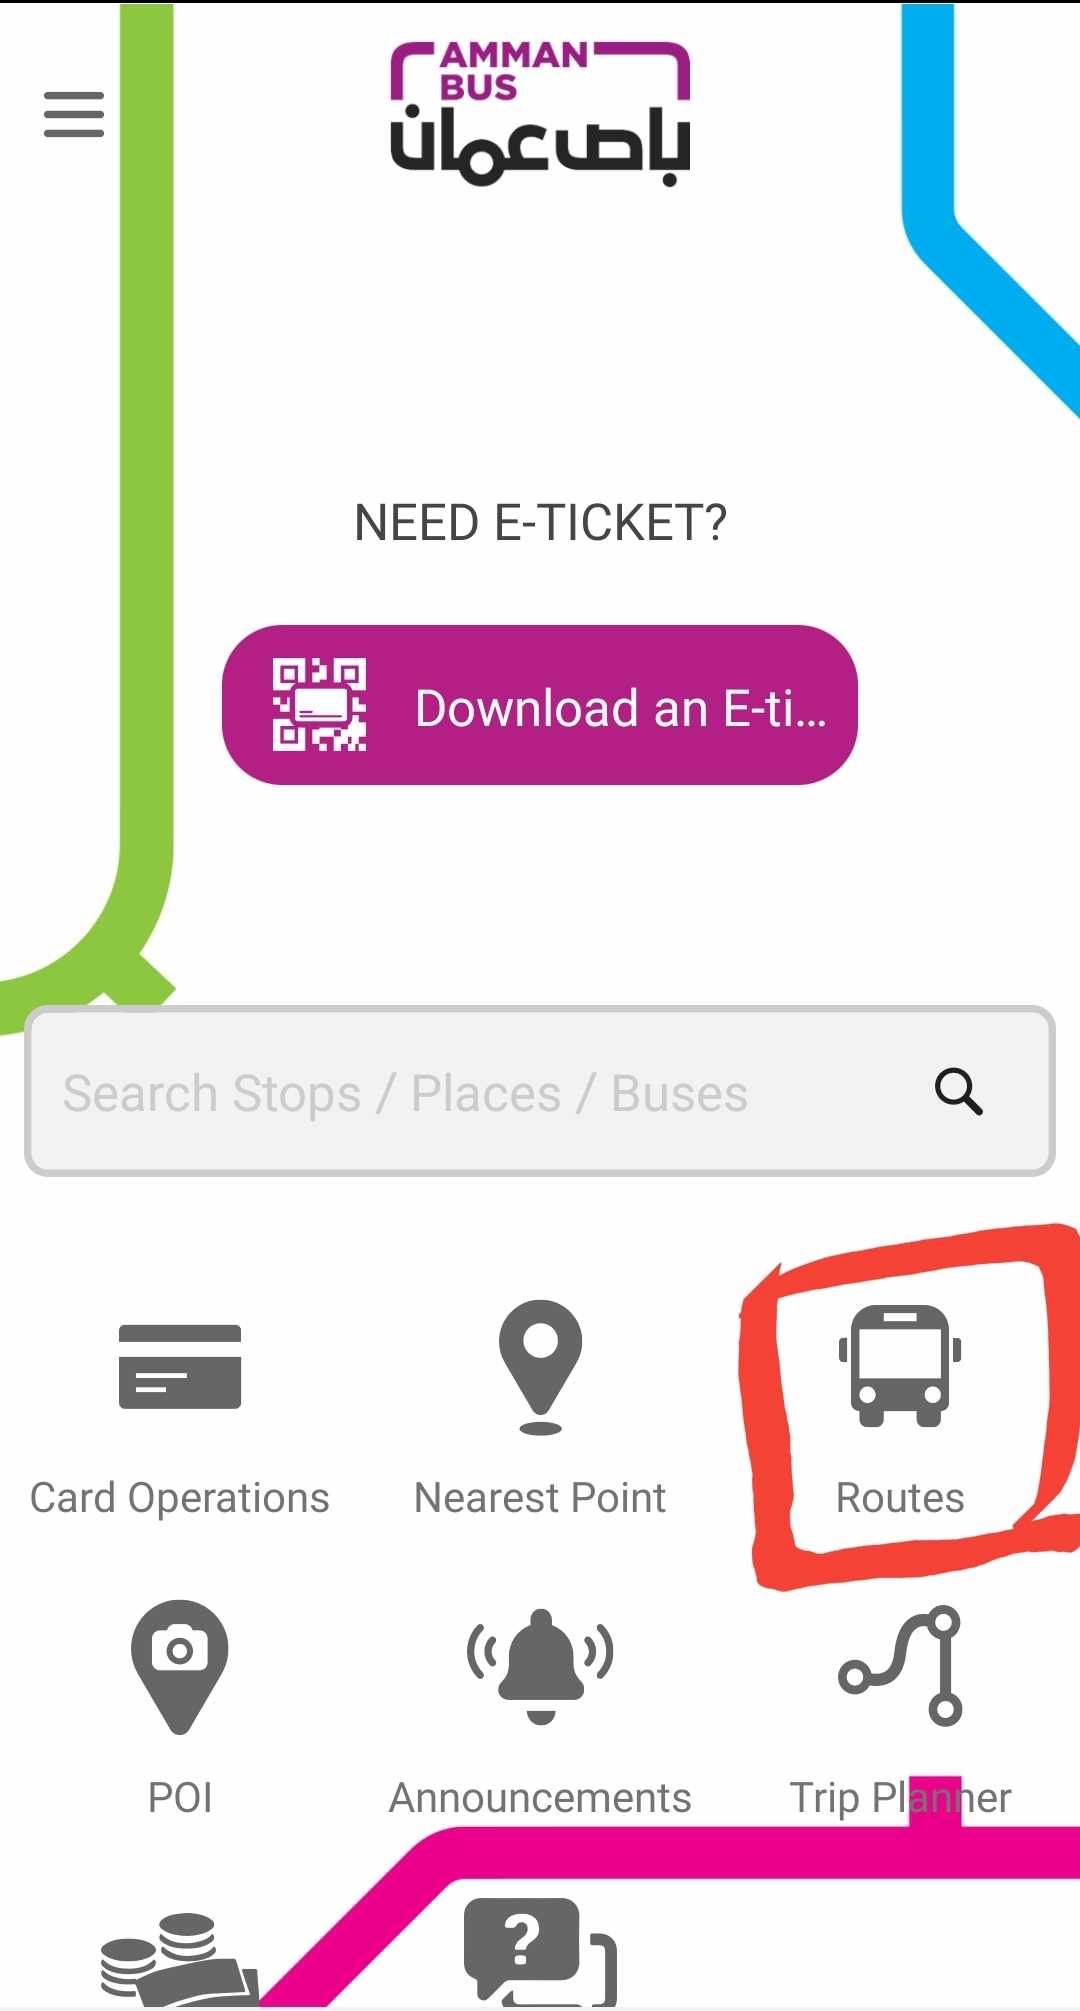 AMMAN
BUS
باص عمان
NEED E-TICKET?
Download an E-ti...
Search Stops / Places / Buses
Card Operations
Nearest Point
Routes
POI
Announcements
Trip Planner
?